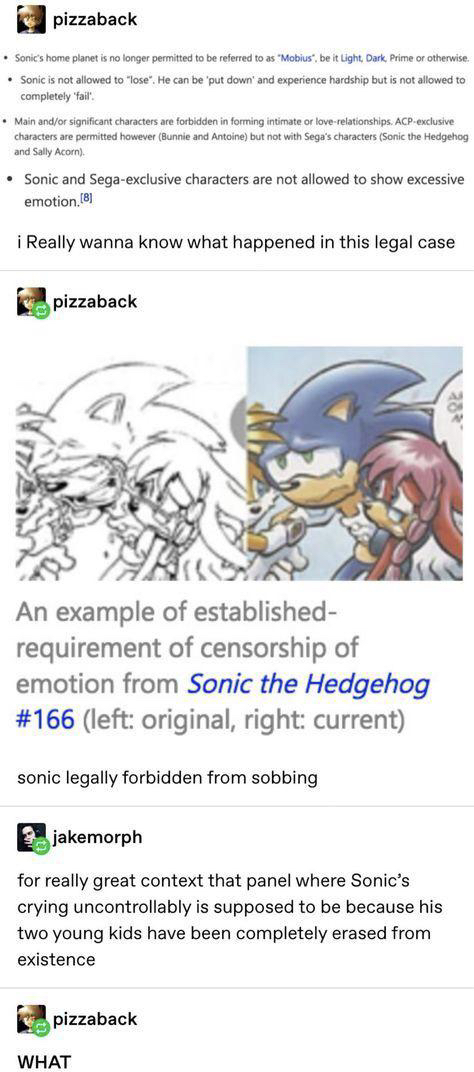 pizzaback
• Sonic's home planet is no longer permitted to be referred to as "Mobius", be it Light, Dark, Prime or otherwise.
• Sonic is not allowed to "lose". He can be 'put down' and experience hardship but is not allowed to
completely 'fail'.
• Main and/or significant characters are forbidden in forming intimate or love-relationships. ACP-exclusive
characters are permitted however (Bunnie and Antoine) but not with Sega's characters (Sonic the Hedgehog
and Sally Acorn).
• Sonic and Sega-exclusive characters are not allowed to show excessive
emotion.[8]
i Really wanna know what happened in this legal case
pizzaback
An example of established-
requirement of censorship of
emotion from Sonic the Hedgehog
#166 (left: original, right: current)
sonic legally forbidden from sobbing
jakemorph
for really great context that panel where Sonic's
crying uncontrollably is supposed to be because his
two young kids have been completely erased from
existence
pizzaback
WHAT